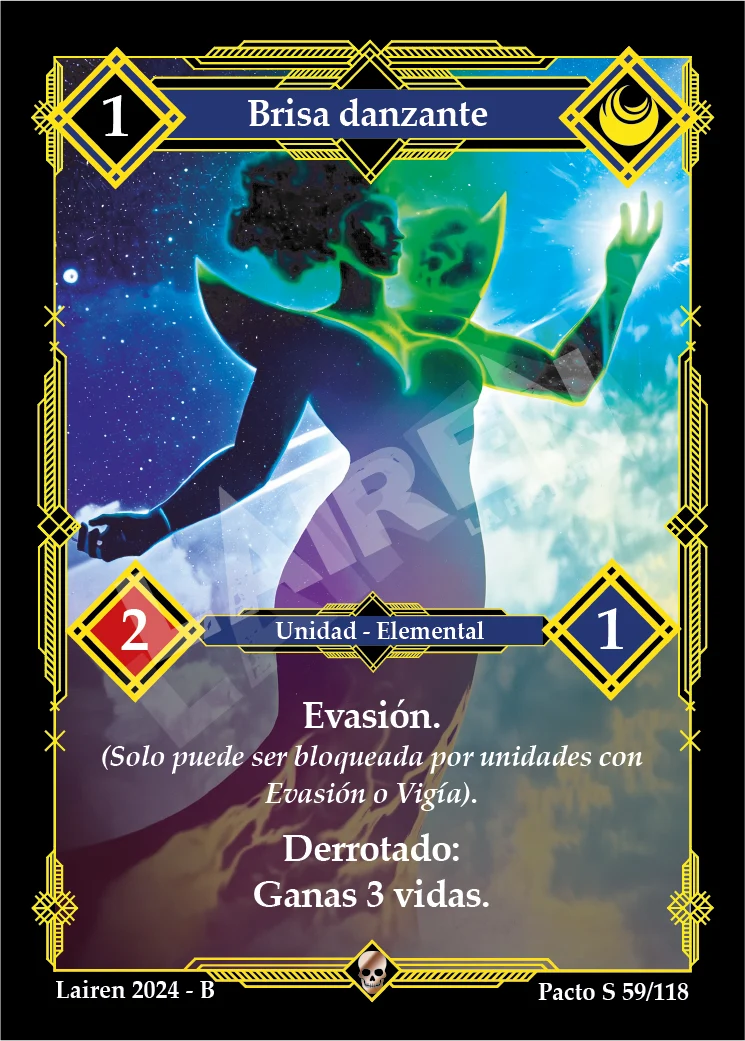 1
Brisa danzante
LAIREN
2
Unidad - Elemental
1
Evasión.
(Solo puede ser bloqueada por unidades con
Evasión o Vigía).
Derrotado:
Ganas 3 vidas.
Lairen 2024 - B
Pacto S 59/118